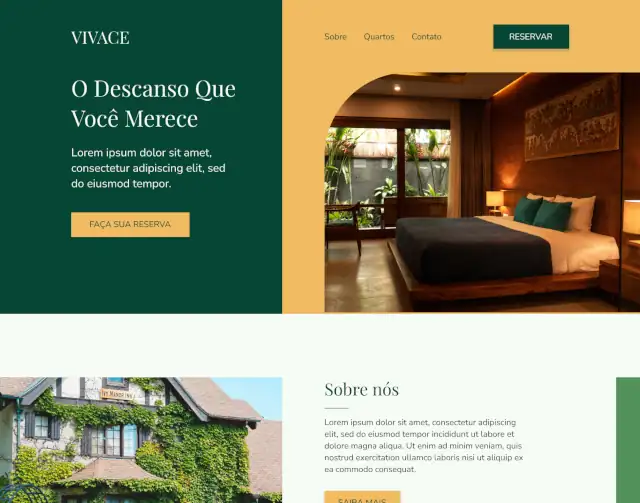 VIVACE
Sobre Quartos Contato
RESERVAR
O Descanso Que
Você Merece
Lorem ipsum dolor sit amet,
consectetur adipiscing elit, sed
do eiusmod tempor.
FAÇA SUA RESERVA
Sobre nós
Lorem ipsum dolor sit amet, consectetur adipiscing
elit, sed do eiusmod tempor incididunt ut labore et
dolore magna aliqua. Ut enim ad minim veniam, quis
nostrud exercitation ullamco laboris nisi ut aliquip ex
ea commodo consequat.
SAIBA MAIS